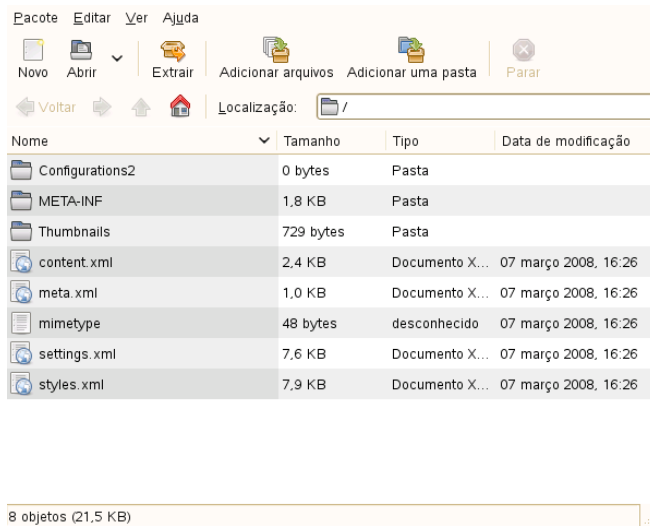 Pacote Editar Ver Ajuda
Novo Abrir Extrair Adicionar arquivos Adicionar uma pasta Parar
Voltar Localização: /
Nome Tamanho Tipo Data de modificação
Configurations2 0 bytes Pasta
META-INF 1,8 KB Pasta
Thumbnails 729 bytes Pasta
content.xml 2,4 KB Documento X... 07 março 2008, 16:26
meta.xml 1,0 KB Documento X... 07 março 2008, 16:26
mimetype 48 bytes desconhecido 07 março 2008, 16:26
settings.xml 7,6 KB Documento X... 07 março 2008, 16:26
styles.xml 7,9 KB Documento X... 07 março 2008, 16:26
8 objetos (21,5 KB)